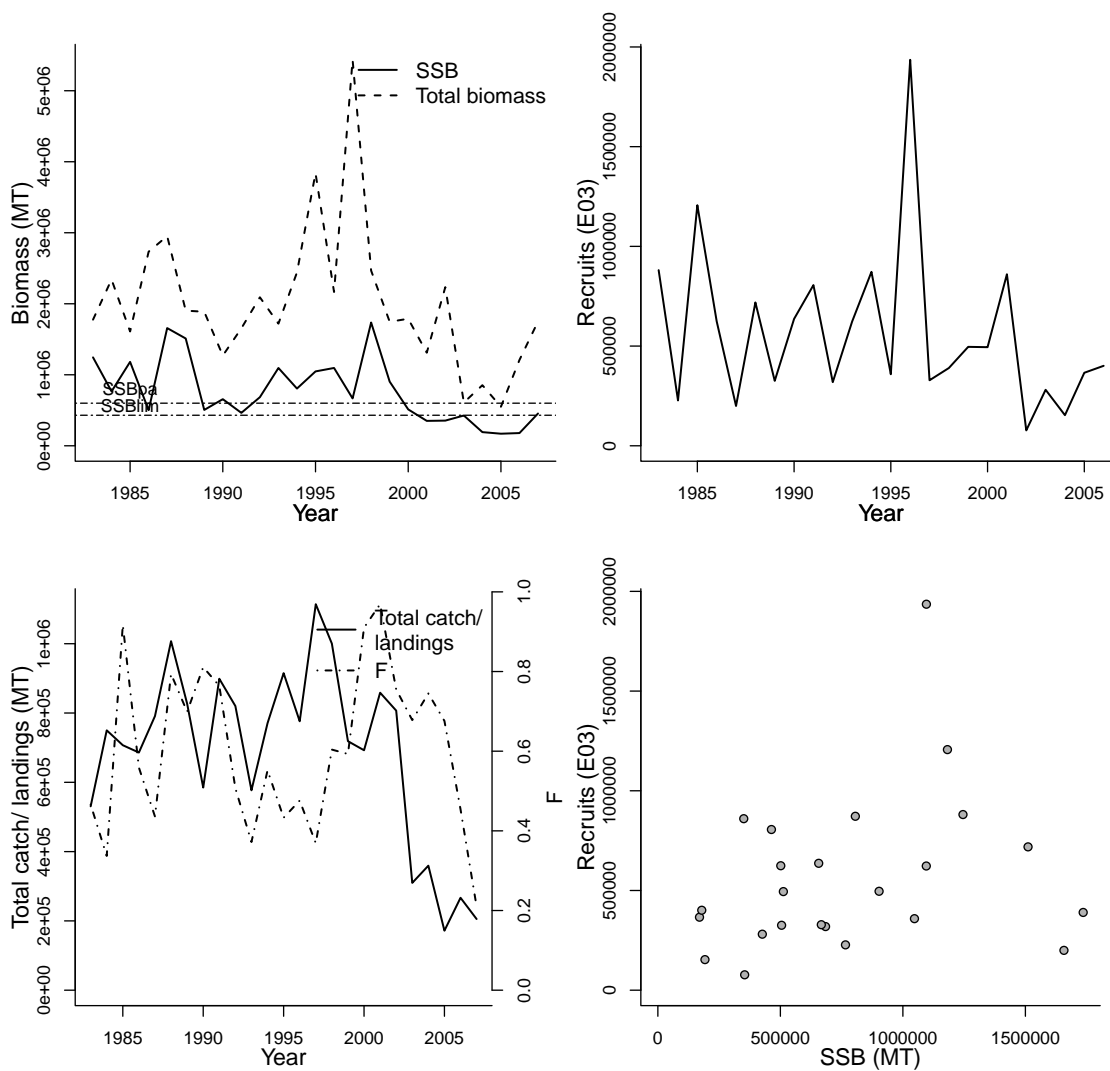 SSB
Total biomass
SSBpa
SSBlim
Biomass (MT)
0e+00
1e+06
2e+06
3e+06
4e+06
5e+06
1985
1990
1995
2000
2005
Year
Recruits (E03)
0
500000
1000000
1500000
2000000
1985
1990
1995
2000
2005
Year
Total catch/
landings
F
Total catch/ landings (MT)
0e+00
2e+05
4e+05
6e+05
8e+05
1e+06
F
0.0
0.2
0.4
0.6
0.8
1.0
1985
1990
1995
2000
2005
Year
Recruits (E03)
0
500000
1000000
1500000
2000000
0
500000
1000000
1500000
SSB (MT)